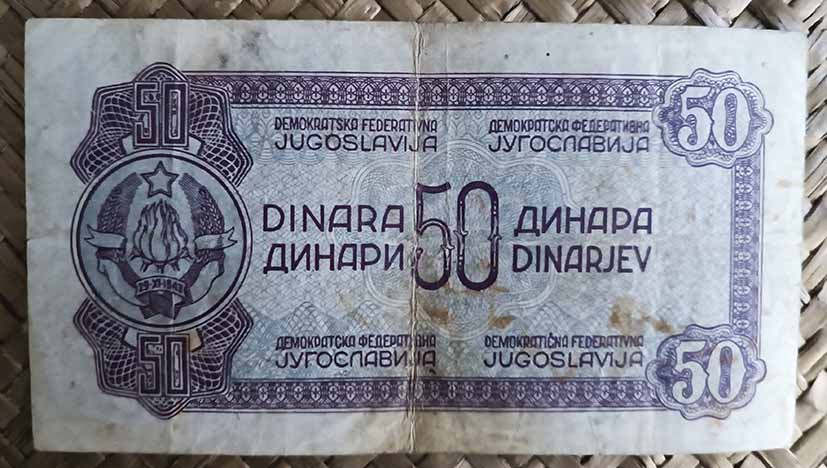 50
50
DEMOKRATSKA FEDERATIVNA
JUGOSLAVIJA
ДЕМОКРАТСКА ФЕДЕРАТИВНА
ЈУГОСЛАВИЈА
DINARA 50 ДИНАРА
ДИНАРИ DINARJEV
29·XI·1943
ДЕМОКРАТСКА ФЕДЕРАТИВНА
ЈУГОСЛАВИЈА
DEMOKRATIČNA FEDERATIVNA
JUGOSLAVIJA
50
50